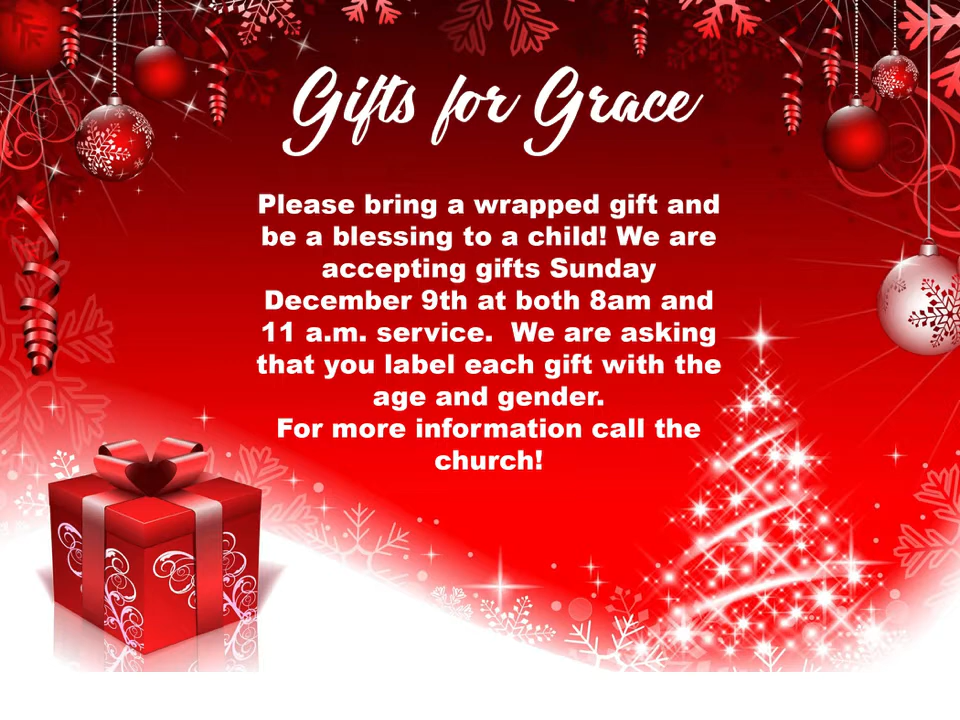 Gifts for Grace
Please bring a wrapped gift and
be a blessing to a child! We are
accepting gifts Sunday
December 9th at both 8am and
11 a.m. service.  We are asking
that you label each gift with the
age and gender.
For more information call the
church!